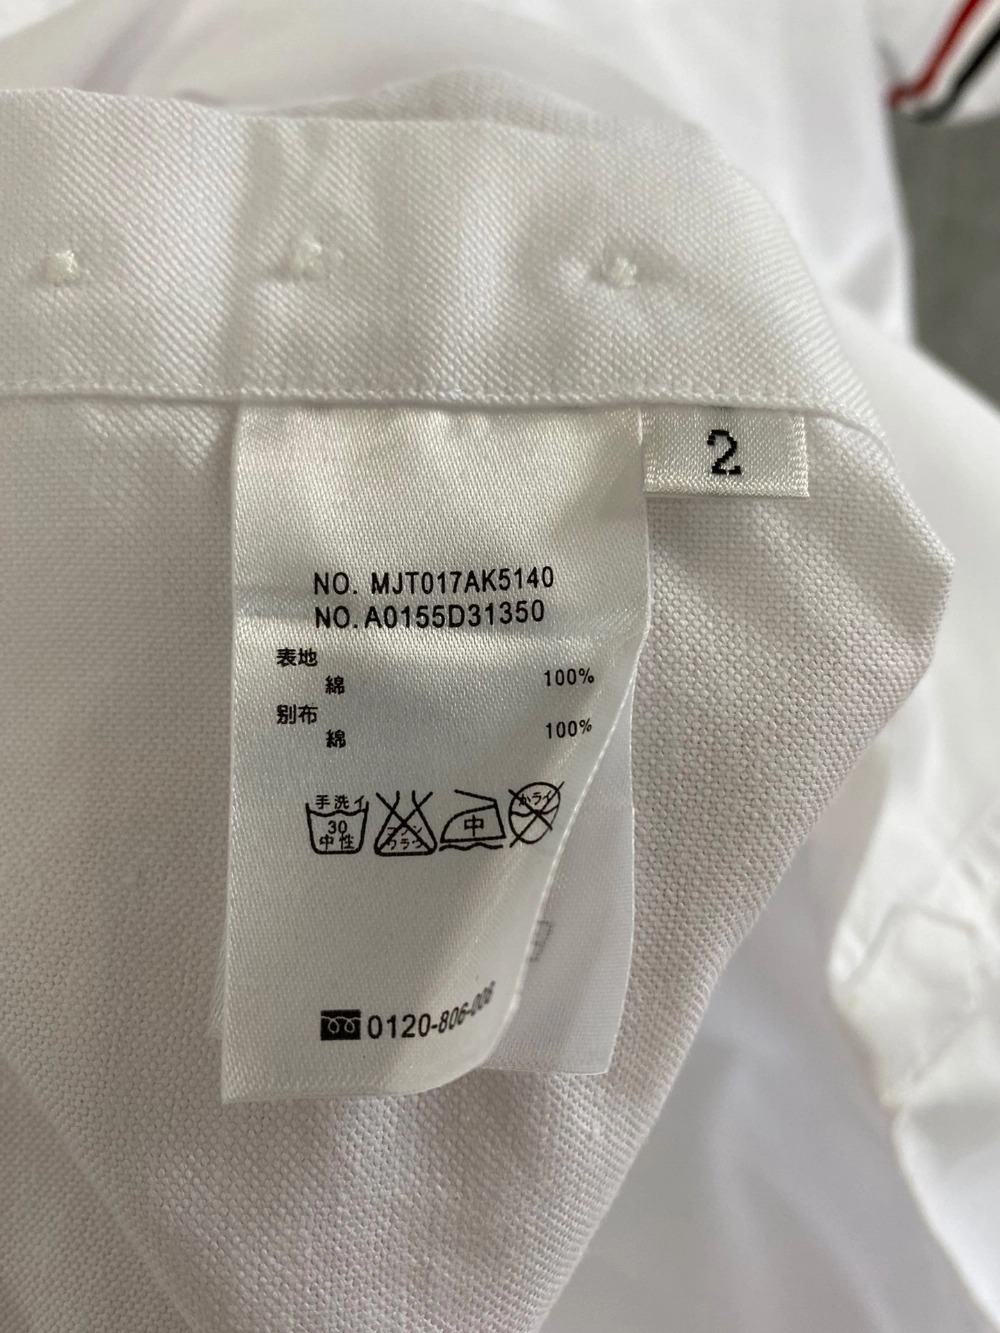 2
NO. MJT017AK5140
NO. A0155D31350
表地
綿 100%
別布
綿 100%
手洗イ
30
中性
中
0120-806-008